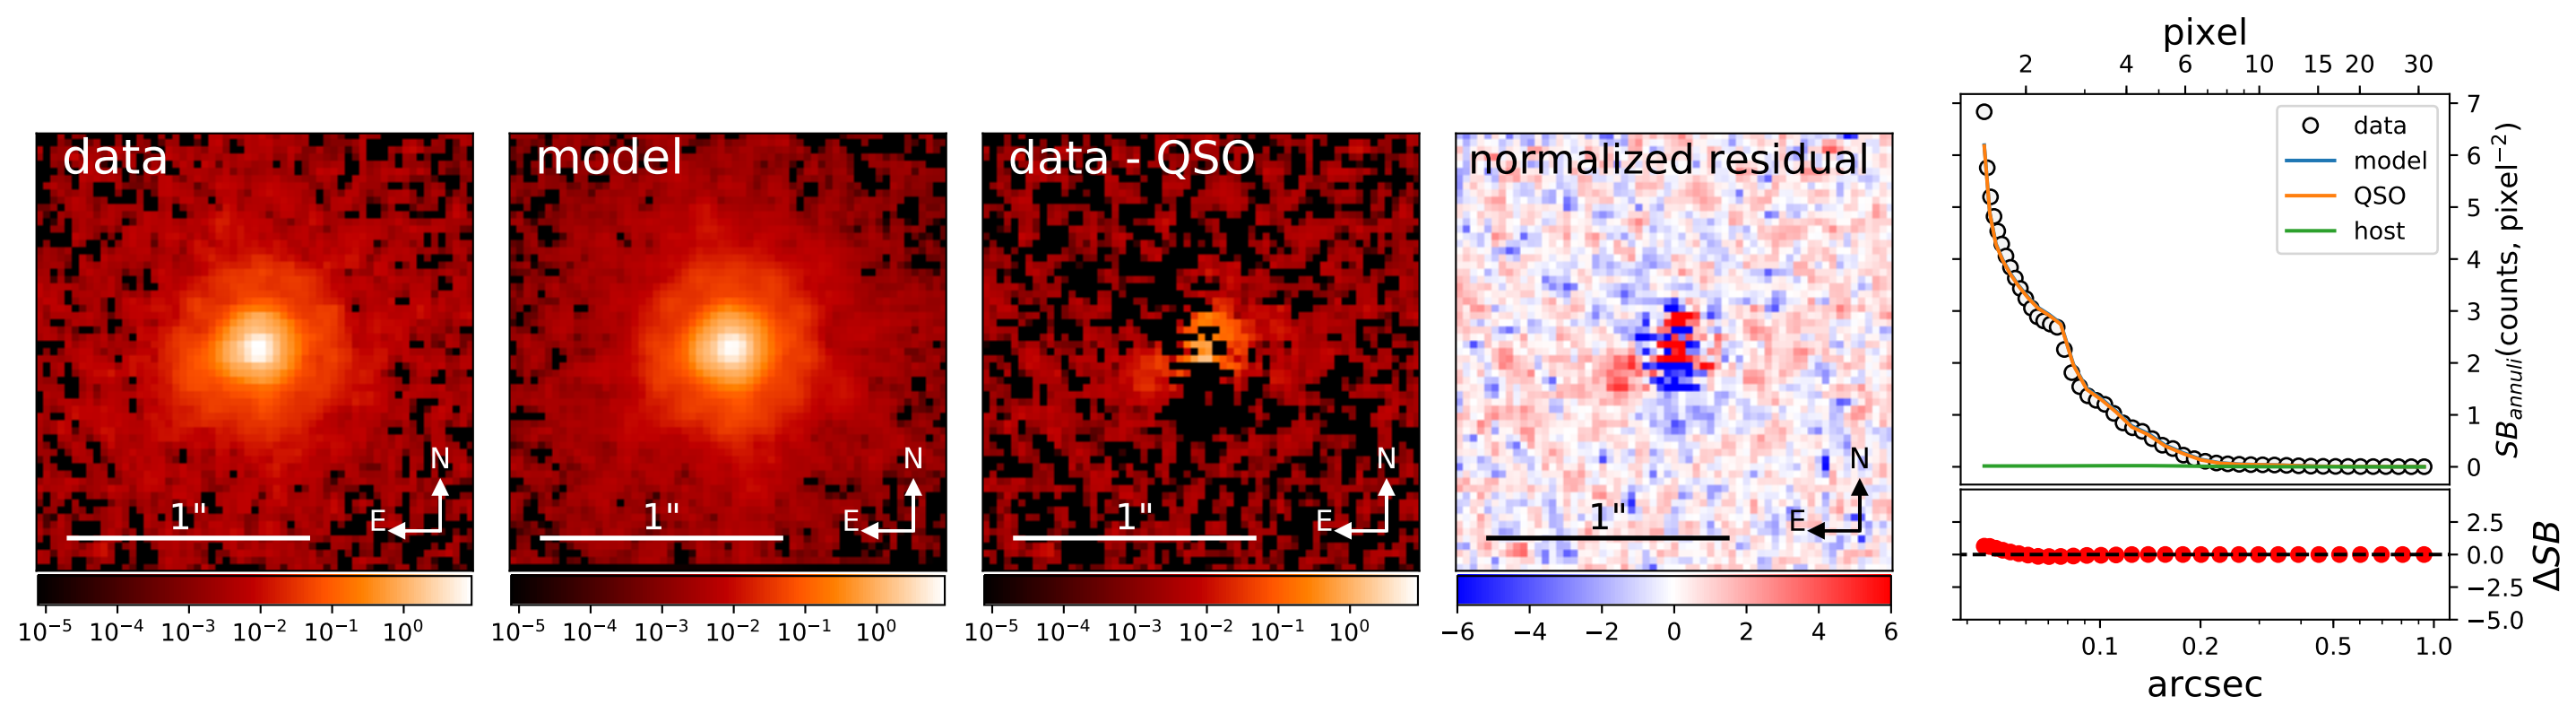 data
N
E
1"
10⁻⁵ 10⁻⁴ 10⁻³ 10⁻² 10⁻¹ 10⁰
model
N
E
1"
10⁻⁵ 10⁻⁴ 10⁻³ 10⁻² 10⁻¹ 10⁰
data - QSO
N
E
1"
10⁻⁵ 10⁻⁴ 10⁻³ 10⁻² 10⁻¹ 10⁰
normalized residual
N
E
1"
−6 −4 −2 0 2 4 6
pixel
2 4 6 10 15 20 30
data
model
QSO
host
7
6
5
4
3
2
1
0
SB_annuli(counts, pixel⁻²)
2.5
0.0
−2.5
−5.0
ΔSB
0.1 0.2 0.5 1.0
arcsec